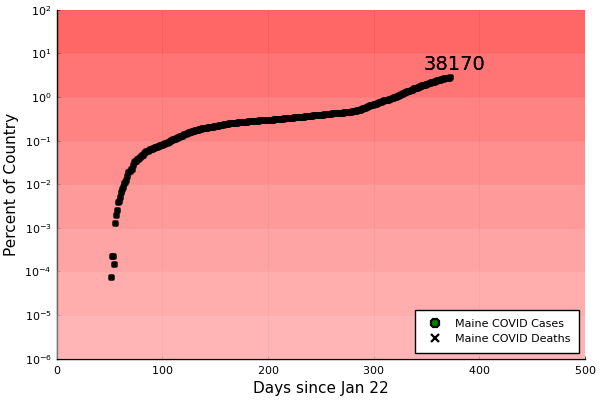 10²
10¹
10⁰
10⁻¹
10⁻²
10⁻³
10⁻⁴
10⁻⁵
10⁻⁶
Percent of Country
38170
Maine COVID Cases
Maine COVID Deaths
0 100 200 300 400 500
Days since Jan 22